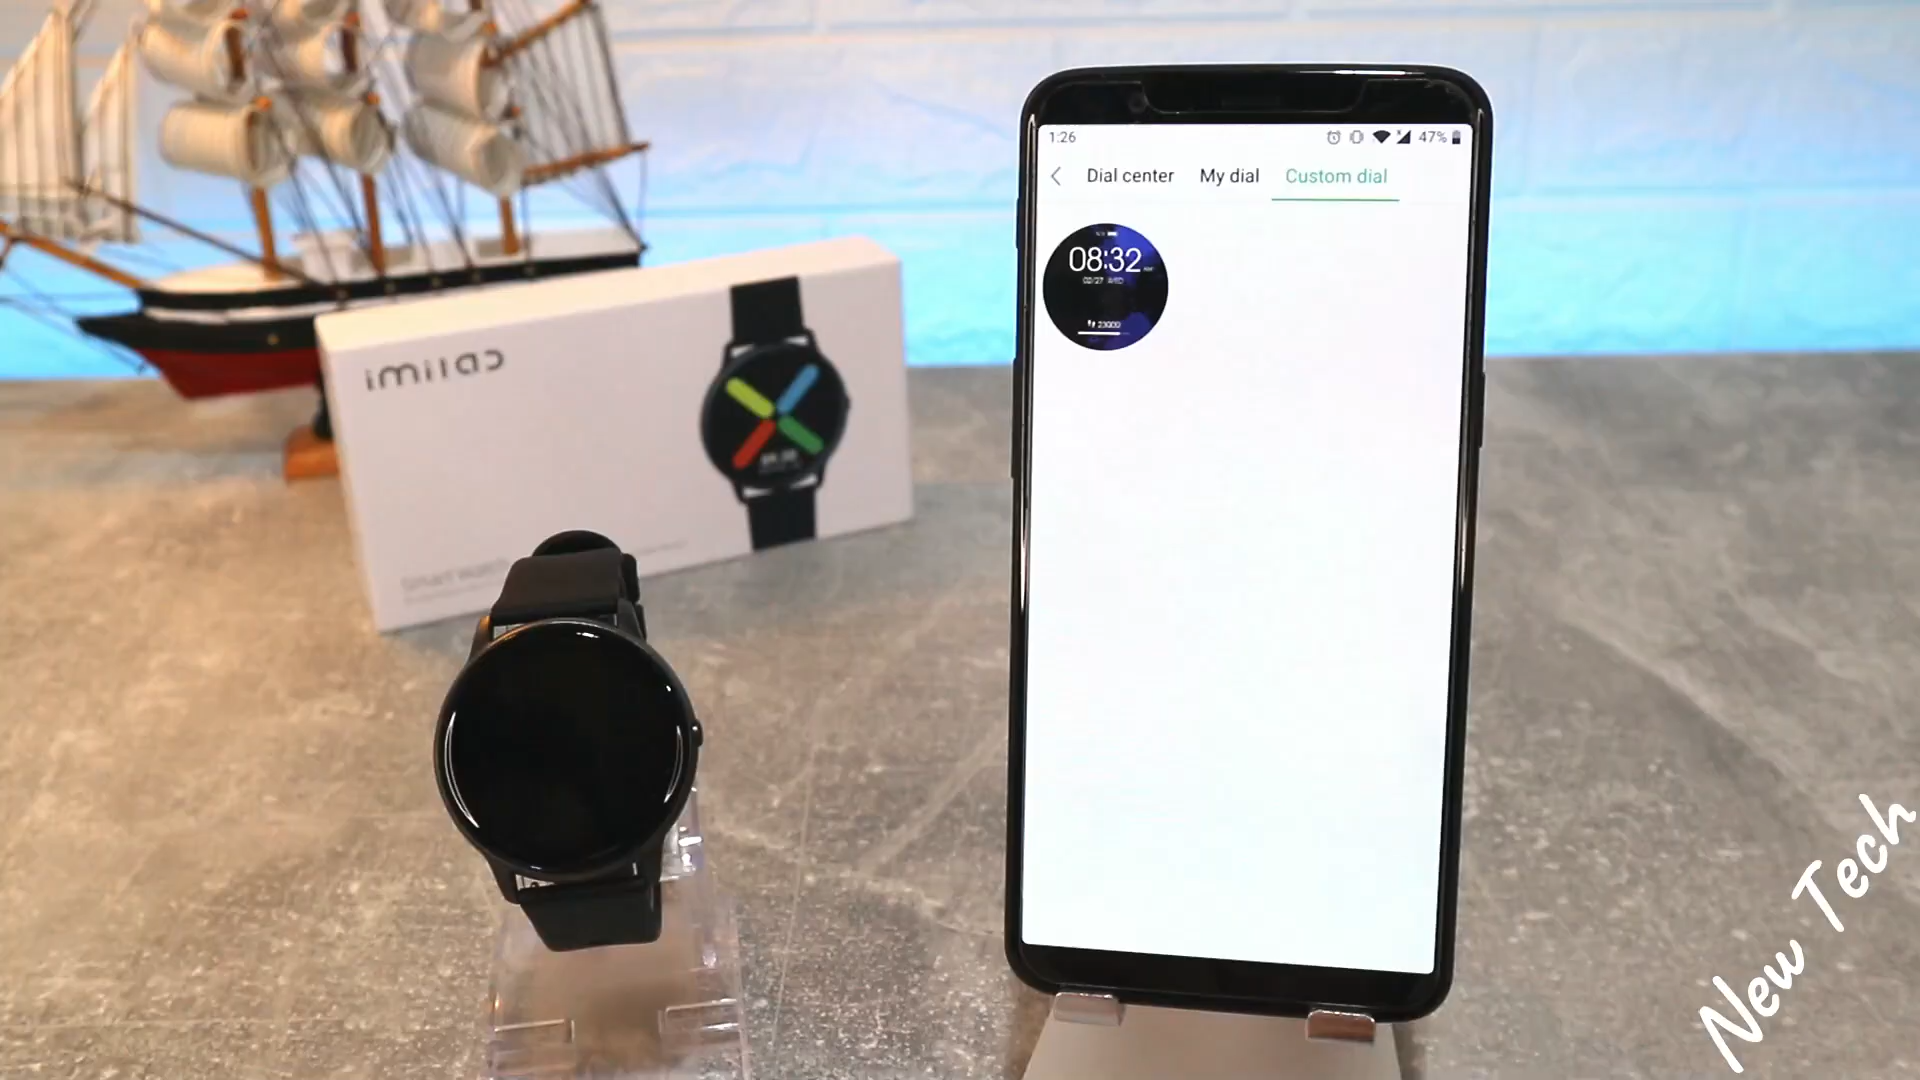 1:26
47%
Dial center My dial Custom dial
08:32
imilab
New Tech